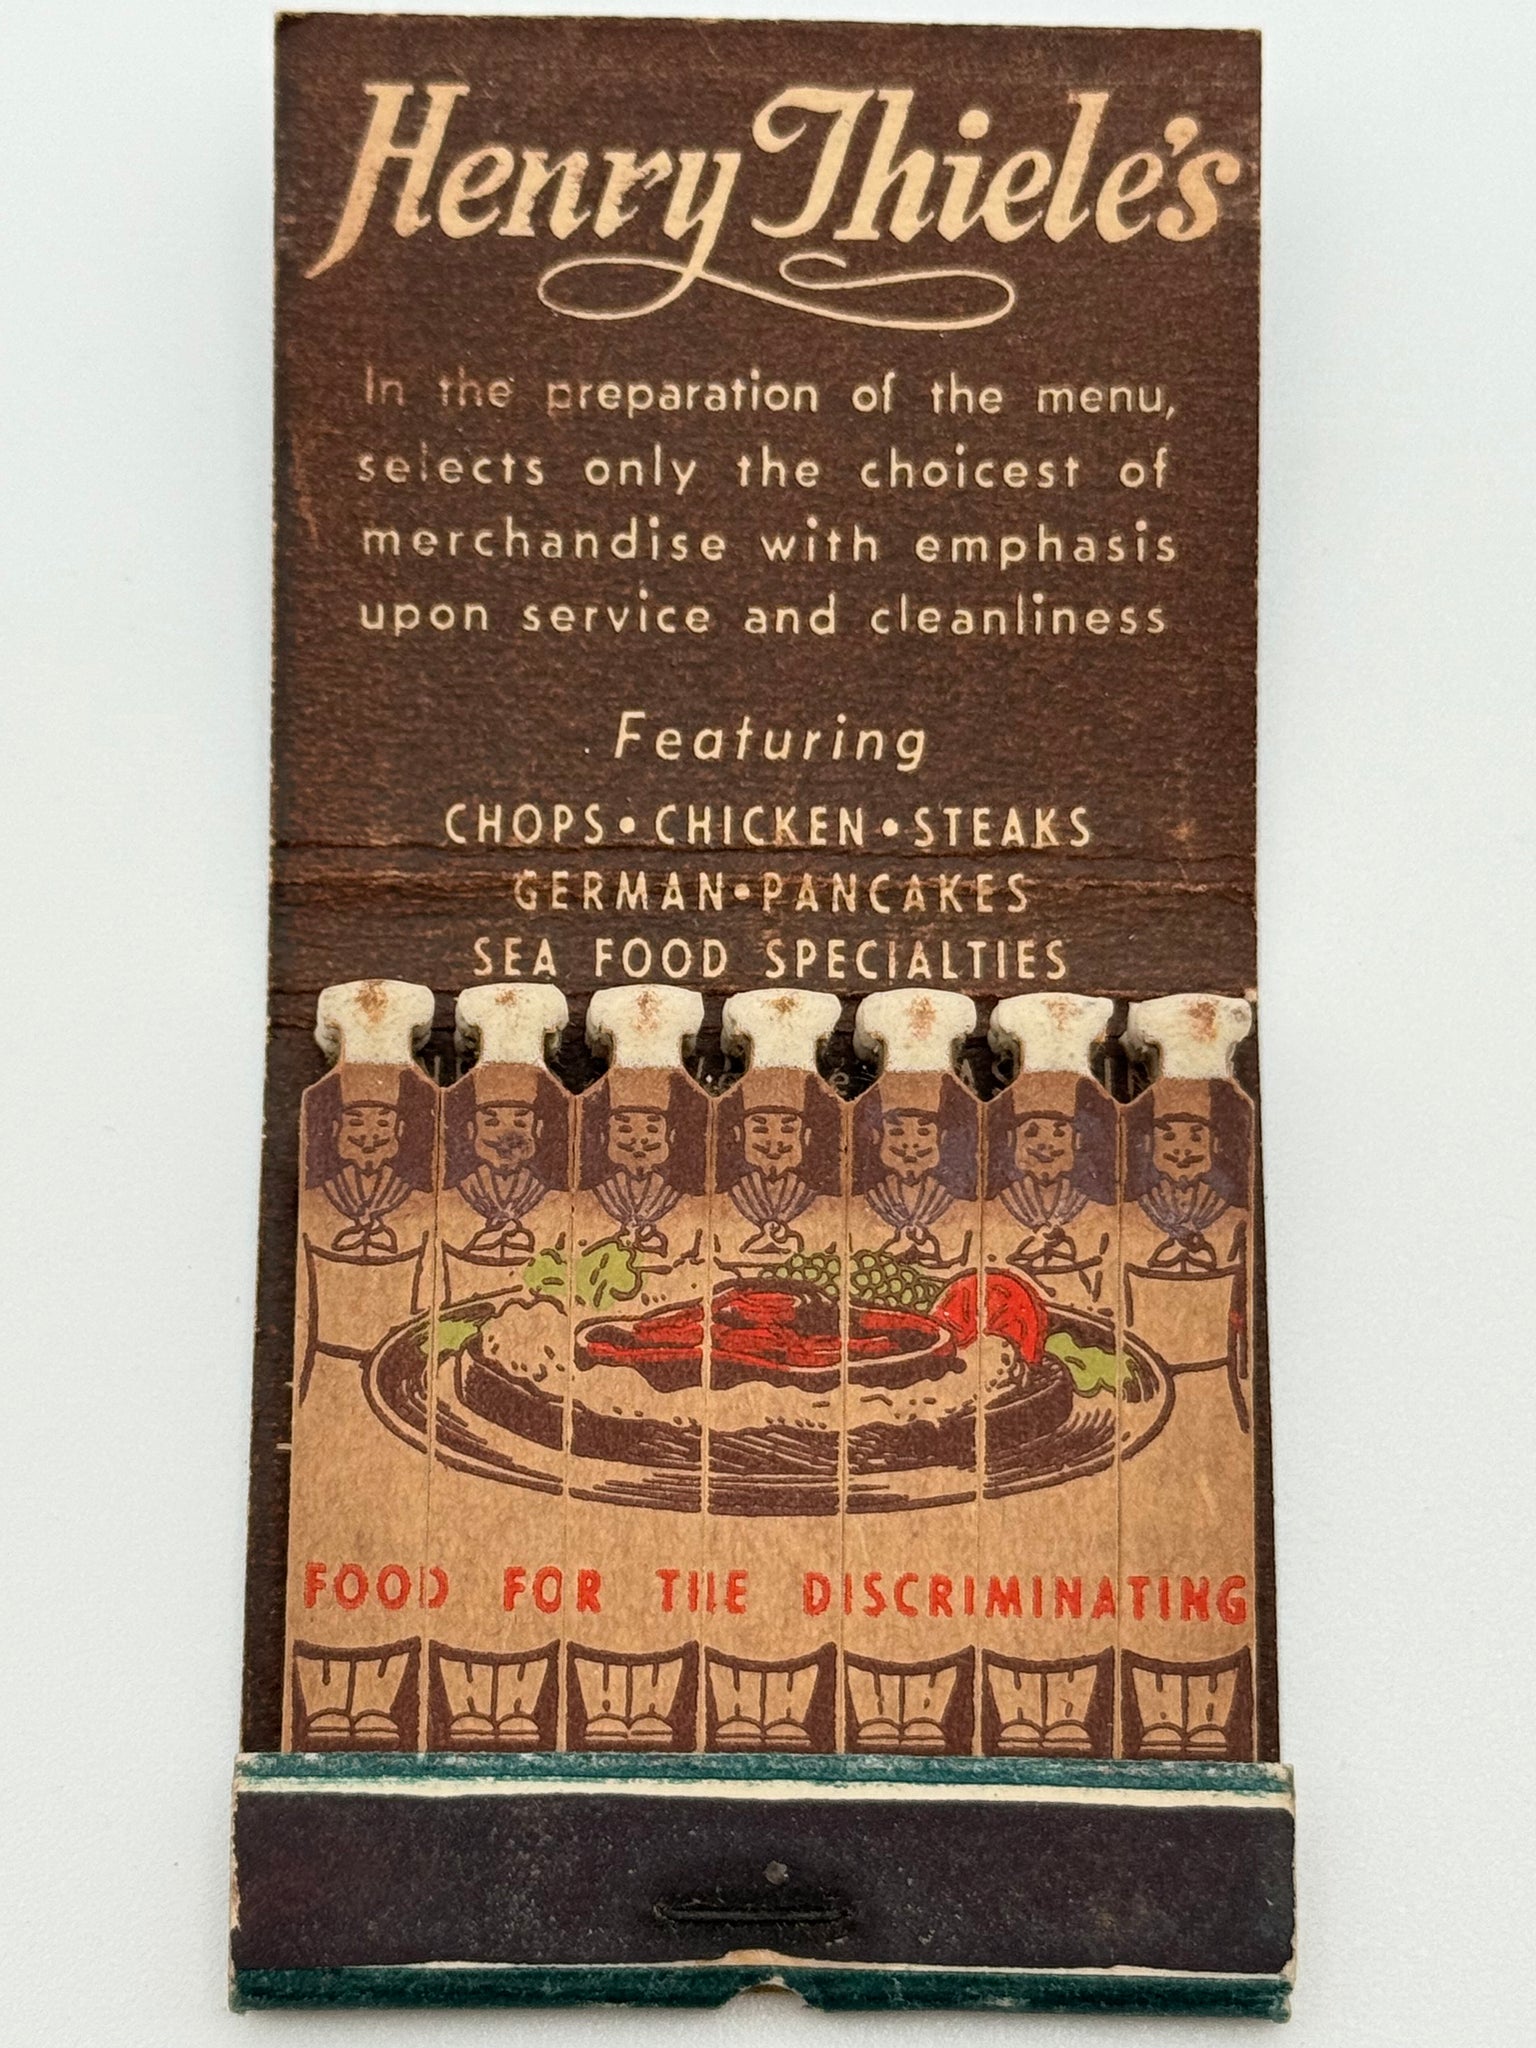 Henry Thiele's
In the preparation of the menu,
selects only the choicest of
merchandise with emphasis
upon service and cleanliness
Featuring
CHOPS • CHICKEN • STEAKS
GERMAN • PANCAKES
SEA FOOD SPECIALTIES
FOOD FOR THE DISCRIMINATING